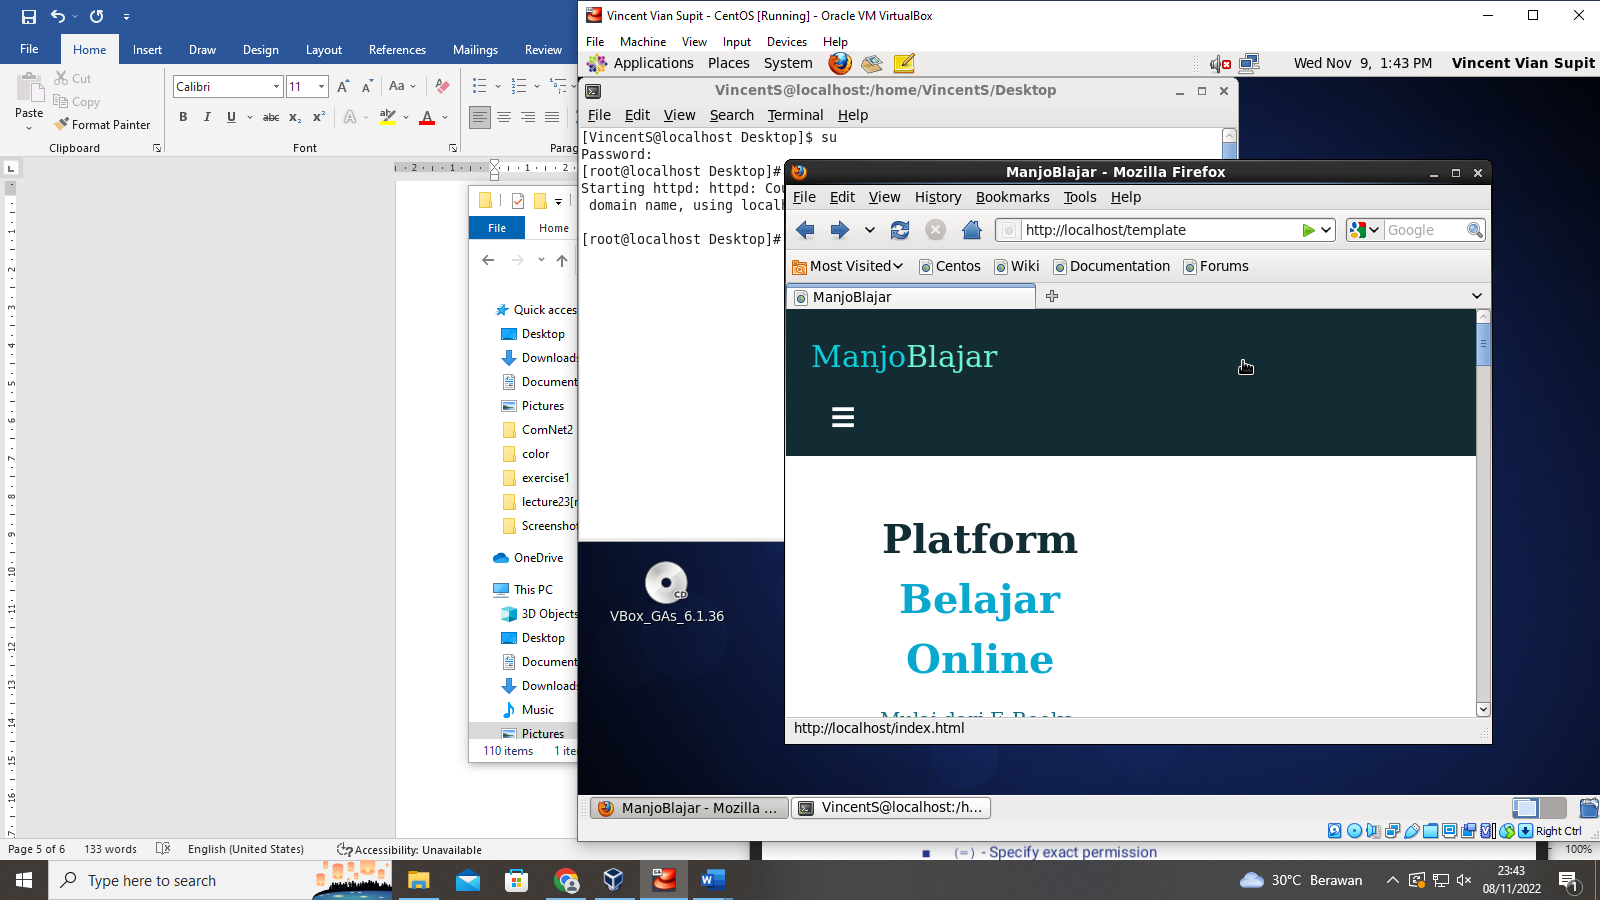 File
Home
Insert
Draw
Design
Layout
References
Mailings
Review
Paste
Cut
Copy
Format Painter
Clipboard
Calibri
11
Font
Parag
Page 5 of 6
133 words
English (United States)
Accessibility: Unavailable
100%
File
Home
Quick acces
Desktop
Downloads
Document
Pictures
ComNet2
color
exercise1
lecture23[r
Screenshot
OneDrive
This PC
3D Objects
Desktop
Document
Downloads
Music
Pictures
110 items
1 ite
Vincent Vian Supit - CentOS [Running] - Oracle VM VirtualBox
File
Machine
View
Input
Devices
Help
Applications
Places
System
Wed Nov 9, 1:43 PM
Vincent Vian Supit
VincentS@localhost:/home/VincentS/Desktop
File
Edit
View
Search
Terminal
Help
[VincentS@localhost Desktop]$ su
Password:
[root@localhost Desktop]#
Starting httpd: httpd: Cou
domain name, using localh
[root@localhost Desktop]#
ManjoBlajar - Mozilla Firefox
File
Edit
View
History
Bookmarks
Tools
Help
http://localhost/template
Google
Most Visited
Centos
Wiki
Documentation
Forums
ManjoBlajar
ManjoBlajar
Platform
Belajar
Online
Mulai dari E-Books
http://localhost/index.html
VBox_GAs_6.1.36
ManjoBlajar - Mozilla ...
VincentS@localhost:/h...
Right Ctrl
(=) - Specify exact permission
Type here to search
30°C Berawan
23:43
08/11/2022
1